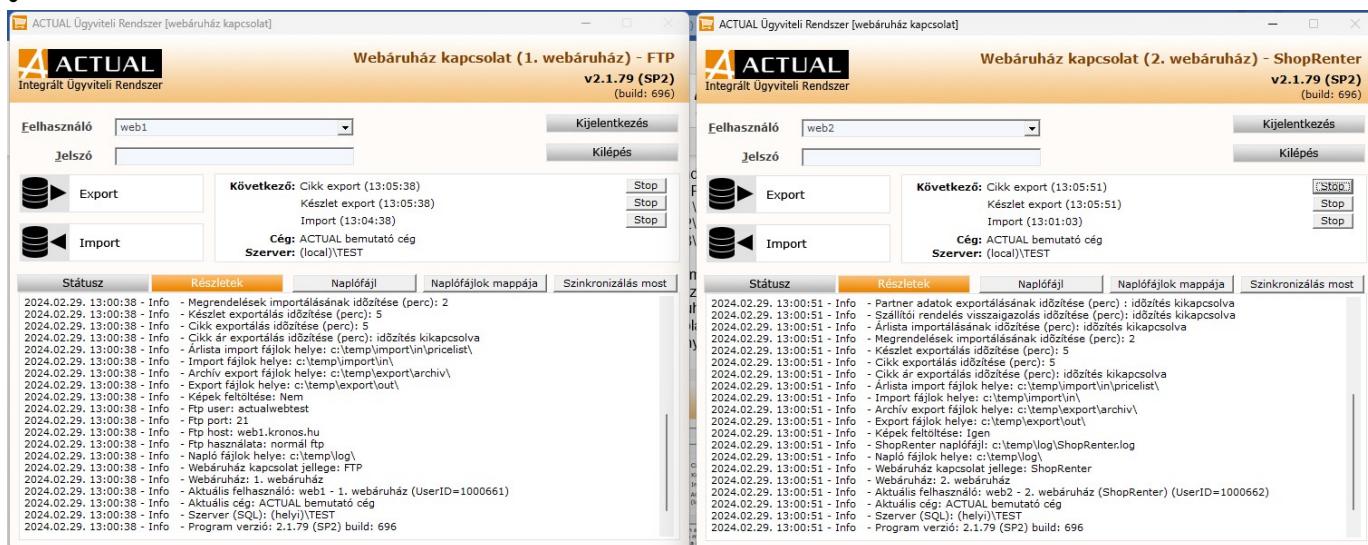 ACTUAL Ügyviteli Rendszer [webáruház kapcsolat]
ACTUAL
Integrált Ügyviteli Rendszer
Webáruház kapcsolat (1. webáruház) - FTP
v2.1.79 (SP2)
(build: 696)
Felhasználó web1
Kijelentkezés
Jelszó
Kilépés
Export
Import
Következő: Cikk export (13:05:38) Stop
Készlet export (13:05:38) Stop
Import (13:04:38) Stop
Cég: ACTUAL bemutató cég
Szerver: (local)\TEST
Státusz Részletek Naplófájl Naplófájlok mappája Szinkronizálás most
2024.02.29. 13:00:38 - Info - Megrendelések importálásának idõzítése (perc): 2
2024.02.29. 13:00:38 - Info - Készlet exportálás idõzítése (perc): 5
2024.02.29. 13:00:38 - Info - Cikk exportálás idõzítése (perc): 5
2024.02.29. 13:00:38 - Info - Cikk ár exportálás idõzítése (perc): idõzítés kikapcsolva
2024.02.29. 13:00:38 - Info - Árlista import fájlok helye: c:\temp\import\in\pricelist\
2024.02.29. 13:00:38 - Info - Import fájlok helye: c:\temp\import\in\
2024.02.29. 13:00:38 - Info - Archív export fájlok helye: c:\temp\export\archiv\
2024.02.29. 13:00:38 - Info - Export fájlok helye: c:\temp\export\out\
2024.02.29. 13:00:38 - Info - Képek feltöltése: Nem
2024.02.29. 13:00:38 - Info - Ftp user: actualwebtest
2024.02.29. 13:00:38 - Info - Ftp port: 21
2024.02.29. 13:00:38 - Info - Ftp host: web1.kronos.hu
2024.02.29. 13:00:38 - Info - Ftp használata: normál ftp
2024.02.29. 13:00:38 - Info - Napló fájlok helye: c:\temp\log\
2024.02.29. 13:00:38 - Info - Webáruház kapcsolat jellege: FTP
2024.02.29. 13:00:38 - Info - Webáruház: 1. webáruház
2024.02.29. 13:00:38 - Info - Aktuális felhasználó: web1 - 1. webáruház (UserID=1000661)
2024.02.29. 13:00:38 - Info - Aktuális cég: ACTUAL bemutató cég
2024.02.29. 13:00:38 - Info - Szerver (SQL): (helyi)\TEST
2024.02.29. 13:00:38 - Info - Program verzió: 2.1.79 (SP2) build: 696
ACTUAL Ügyviteli Rendszer [webáruház kapcsolat]
ACTUAL
Integrált Ügyviteli Rendszer
Webáruház kapcsolat (2. webáruház) - ShopRenter
v2.1.79 (SP2)
(build: 696)
Felhasználó web2
Kijelentkezés
Jelszó
Kilépés
Export
Import
Következő: Cikk export (13:05:51) Stop
Készlet export (13:05:51) Stop
Import (13:01:03) Stop
Cég: ACTUAL bemutató cég
Szerver: (local)\TEST
Státusz Részletek Naplófájl Naplófájlok mappája Szinkronizálás most
2024.02.29. 13:00:51 - Info - Partner adatok exportálásának idõzítése (perc) : idõzítés kikapcsolva
2024.02.29. 13:00:51 - Info - Szállítói rendelés visszaigazolás idõzítése (perc): idõzítés kikapcsolva
2024.02.29. 13:00:51 - Info - Árlista importálásának idõzítése (perc): idõzítés kikapcsolva
2024.02.29. 13:00:51 - Info - Megrendelések importálásának idõzítése (perc): 2
2024.02.29. 13:00:51 - Info - Készlet exportálás idõzítése (perc): 5
2024.02.29. 13:00:51 - Info - Cikk exportálás idõzítése (perc): 5
2024.02.29. 13:00:51 - Info - Cikk ár exportálás idõzítése (perc): idõzítés kikapcsolva
2024.02.29. 13:00:51 - Info - Árlista import fájlok helye: c:\temp\import\in\pricelist\
2024.02.29. 13:00:51 - Info - Import fájlok helye: c:\temp\import\in\
2024.02.29. 13:00:51 - Info - Archív export fájlok helye: c:\temp\export\archiv\
2024.02.29. 13:00:51 - Info - Export fájlok helye: c:\temp\export\out\
2024.02.29. 13:00:51 - Info - Képek feltöltése: Igen
2024.02.29. 13:00:51 - Info - ShopRenter naplófájl: c:\temp\log\ShopRenter.log
2024.02.29. 13:00:51 - Info - Napló fájlok helye: c:\temp\log\
2024.02.29. 13:00:51 - Info - Webáruház kapcsolat jellege: ShopRenter
2024.02.29. 13:00:51 - Info - Webáruház: 2. webáruház
2024.02.29. 13:00:51 - Info - Aktuális felhasználó: web2 - 2. webáruház (ShopRenter) (UserID=1000662)
2024.02.29. 13:00:51 - Info - Aktuális cég: ACTUAL bemutató cég
2024.02.29. 13:00:51 - Info - Szerver (SQL): (helyi)\TEST
2024.02.29. 13:00:51 - Info - Program verzió: 2.1.79 (SP2) build: 696